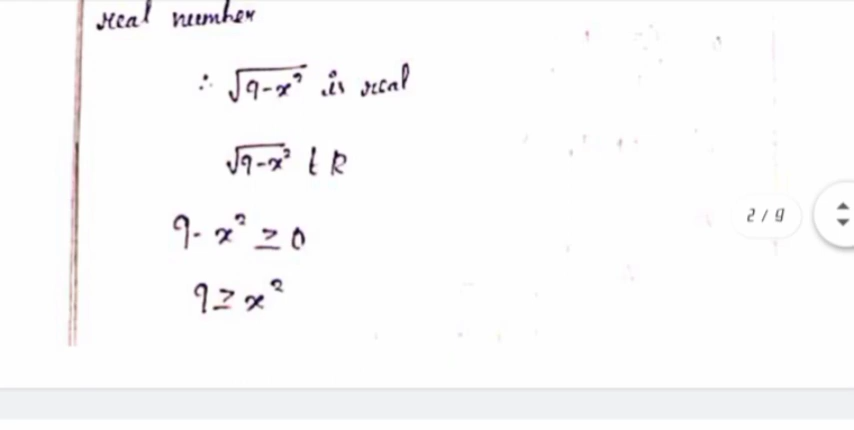 real number
∴ √9-x² is real
√9-x² t R
9- x² ≥ 0
9 ≥ x²
2 / 9